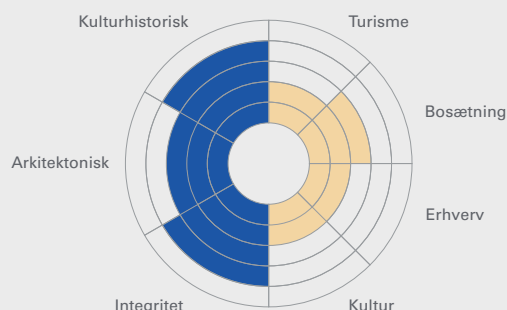 Kulturhistorisk
Turisme
Bosætning
Arkitektonisk
Erhverv
Integritet
Kultur